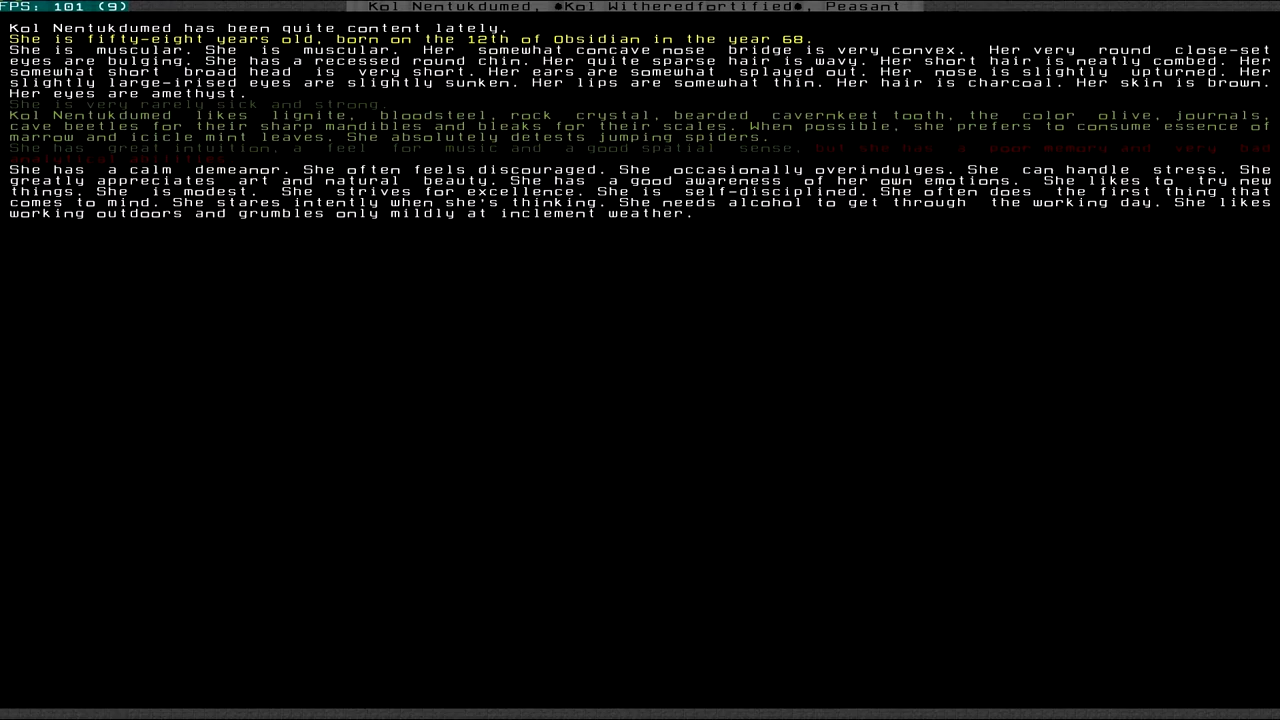 FPS: 101 (9) Kol Nentukdumed, ●Kol Witheredfortified●, Peasant
Kol Nentukdumed has been quite content lately.
She is fifty-eight years old, born on the 12th of Obsidian in the year 68.
She is muscular. She is muscular. Her somewhat concave nose bridge is very convex. Her very round close-set
eyes are bulging. She has a recessed round chin. Her quite sparse hair is wavy. Her short hair is neatly combed. Her
somewhat short broad head is very short. Her ears are somewhat splayed out. Her nose is slightly upturned. Her
slightly large-irised eyes are slightly sunken. Her lips are somewhat thin. Her hair is charcoal. Her skin is brown.
Her eyes are amethyst.
She is very rarely sick and strong.
Kol Nentukdumed likes lignite, bloodsteel, rock crystal, bearded cavernkeet tooth, the color olive, journals,
cave beetles for their sharp mandibles and bleaks for their scales. When possible, she prefers to consume essence of
marrow and icicle mint leaves. She absolutely detests jumping spiders.
She has great intuition, a feel for music and a good spatial sense, but she has a poor memory and very bad
analytical abilities.
She has a calm demeanor. She often feels discouraged. She occasionally overindulges. She can handle stress. She
greatly appreciates art and natural beauty. She has a good awareness of her own emotions. She likes to try new
things. She is modest. She strives for excellence. She is self-disciplined. She often does the first thing that
comes to mind. She stares intently when she's thinking. She needs alcohol to get through the working day. She likes
working outdoors and grumbles only mildly at inclement weather.